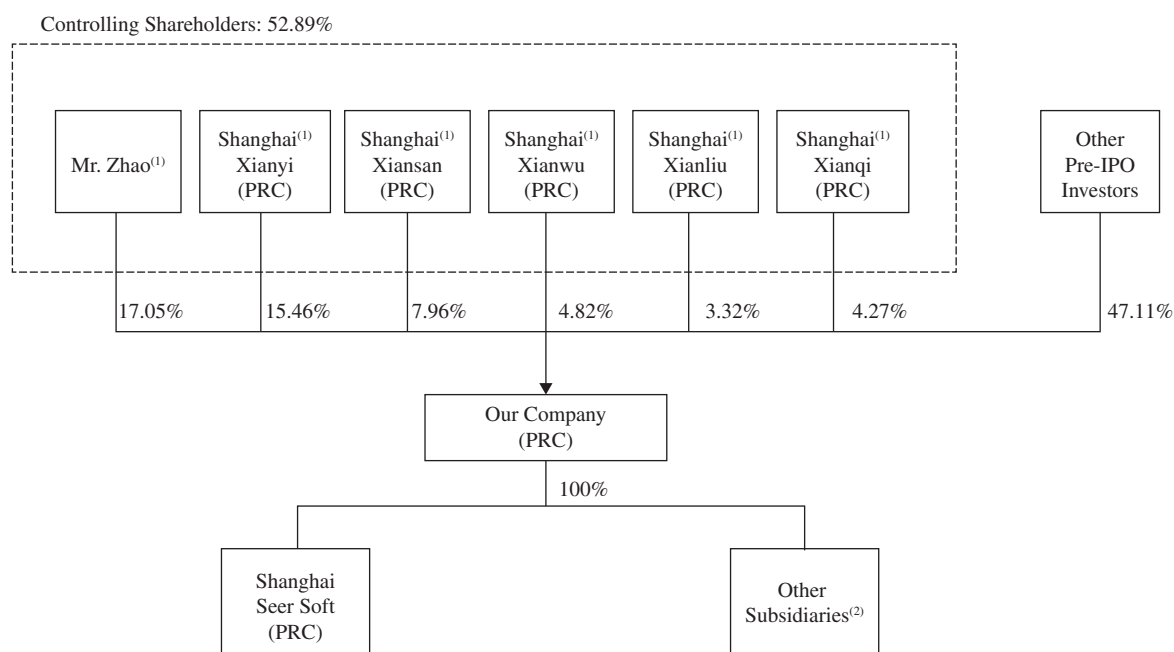 Controlling Shareholders: 52.89%
Mr. Zhao(1)
Shanghai(1)
Xianyi
(PRC)
Shanghai(1)
Xiansan
(PRC)
Shanghai(1)
Xianwu
(PRC)
Shanghai(1)
Xianliu
(PRC)
Shanghai(1)
Xianqi
(PRC)
Other
Pre-IPO
Investors
17.05%
15.46%
7.96%
4.82%
3.32%
4.27%
47.11%
Our Company
(PRC)
100%
Shanghai
Seer Soft
(PRC)
Other
Subsidiaries(2)